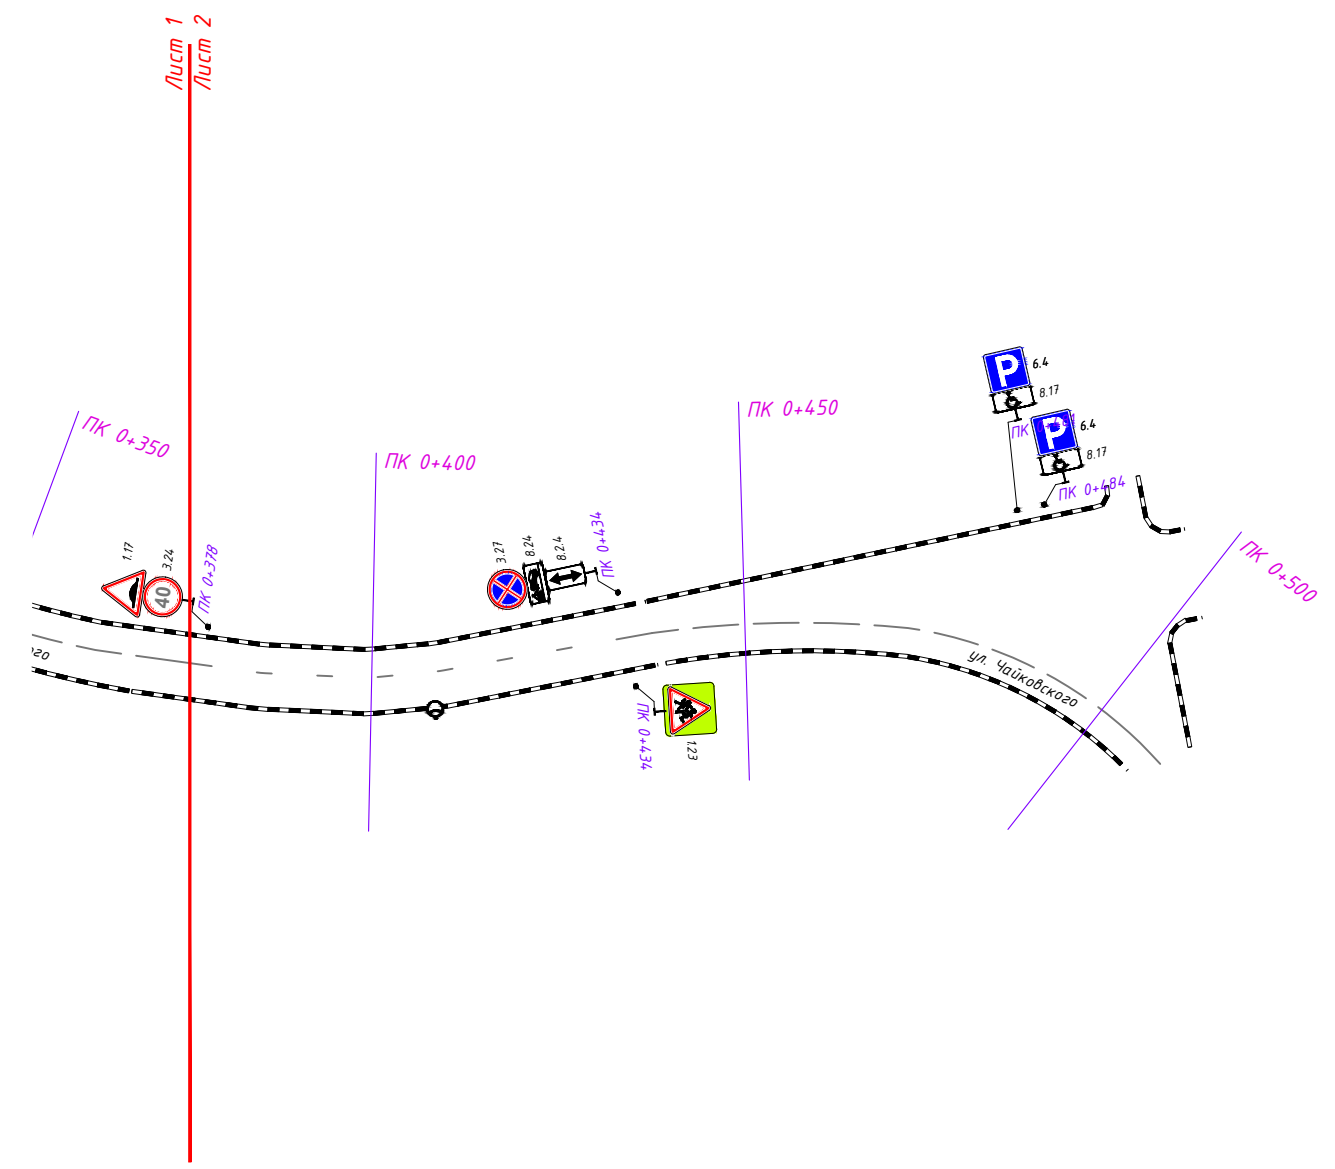 Лист 1
Лист 2
ПК 0+350
ПК 0+400
ПК 0+450
ПК 0+500
1.17
3.24
40
ПК 0+378
3.27
8.24
8.2.4
ПК 0+434
6.4
8.17
ПК
P
6.4
8.17
P
ПК 0+484
ого
ул. Чайковского
ПК 0+434
1.23